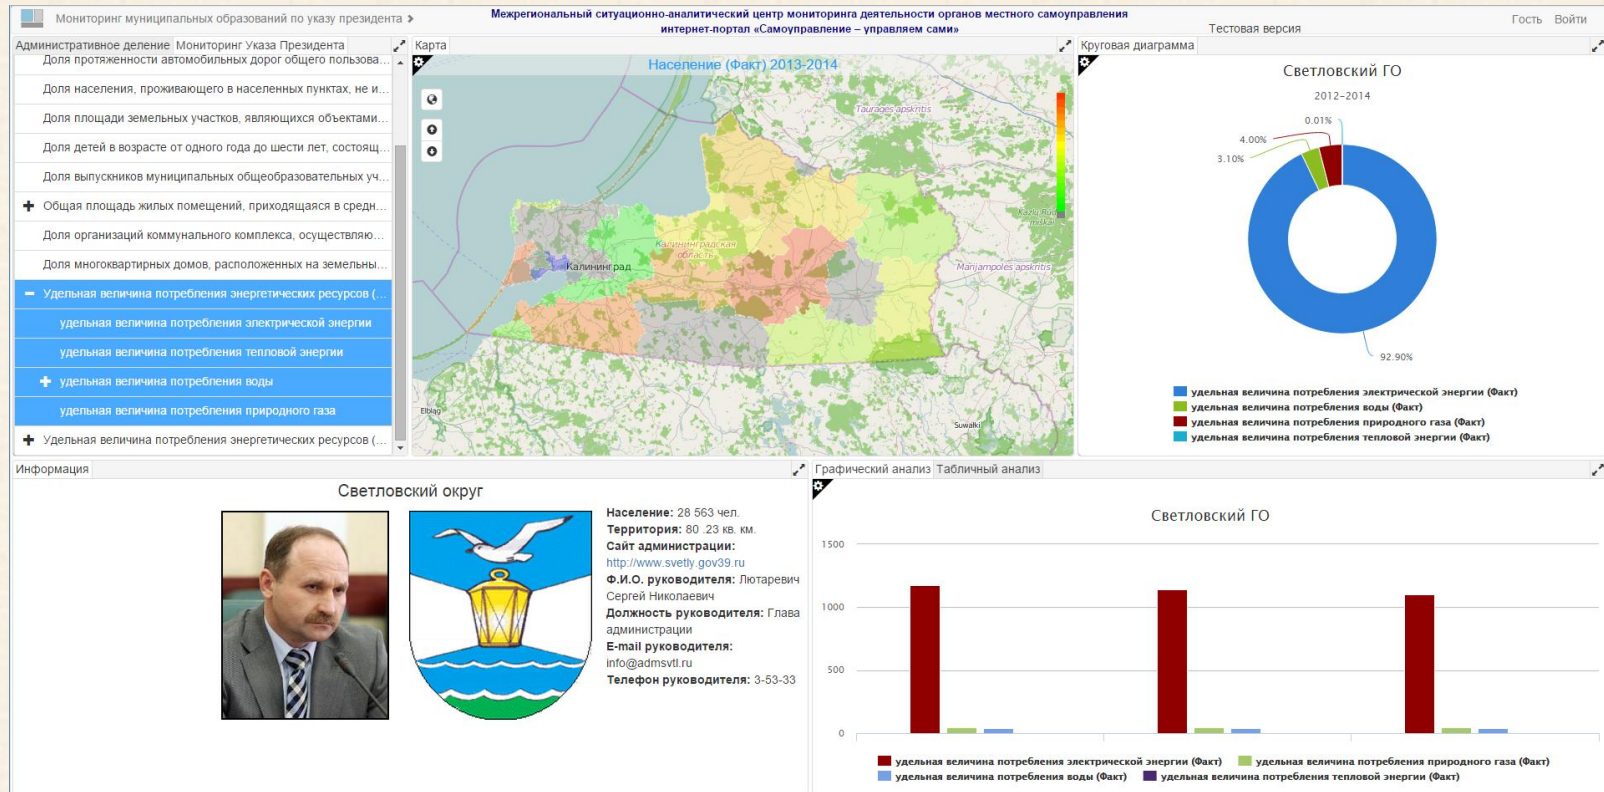 Мониторинг муниципальных образований по указу президента >
Межрегиональный ситуационно-аналитический центр мониторинга деятельности органов местного самоуправления
интернет-портал «Самоуправление – управляем сами»
Тестовая версия
Гость Войти
Административное деление Мониторинг Указа Президента
Доля протяженности автомобильных дорог общего пользова...
Доля населения, проживающего в населенных пунктах, не и...
Доля площади земельных участков, являющихся объектами...
Доля детей в возрасте от одного года до шести лет, состоящ...
Доля выпускников муниципальных общеобразовательных уч...
+ Общая площадь жилых помещений, приходящаяся в средн...
Доля организаций коммунального комплекса, осуществляю...
Доля многоквартирных домов, расположенных на земельны...
– Удельная величина потребления энергетических ресурсов (...
удельная величина потребления электрической энергии
удельная величина потребления тепловой энергии
+ удельная величина потребления воды
удельная величина потребления природного газа
+ Удельная величина потребления энергетических ресурсов (...
Карта
Население (Факт) 2013-2014
Taurages apskritis
Kazlų Rūd
miškai
Калининградская
область
Калининград
Marijampoles apskritis
Elbląg
Suwałki
Круговая диаграмма
Светловский ГО
2012-2014
0.01%
4.00%
3.10%
92.90%
удельная величина потребления электрической энергии (Факт)
удельная величина потребления воды (Факт)
удельная величина потребления природного газа (Факт)
удельная величина потребления тепловой энергии (Факт)
Информация
Светловский округ
Население: 28 563 чел.
Территория: 80 .23 кв. км.
Сайт администрации:
http://www.svetly.gov39.ru
Ф.И.О. руководителя: Лютаревич
Сергей Николаевич
Должность руководителя: Глава
администрации
E-mail руководителя:
info@admsvtl.ru
Телефон руководителя: 3-53-33
Графический анализ Табличный анализ
Светловский ГО
1500
1000
500
0
удельная величина потребления электрической энергии (Факт) удельная величина потребления природного газа (Факт)
удельная величина потребления воды (Факт) удельная величина потребления тепловой энергии (Факт)